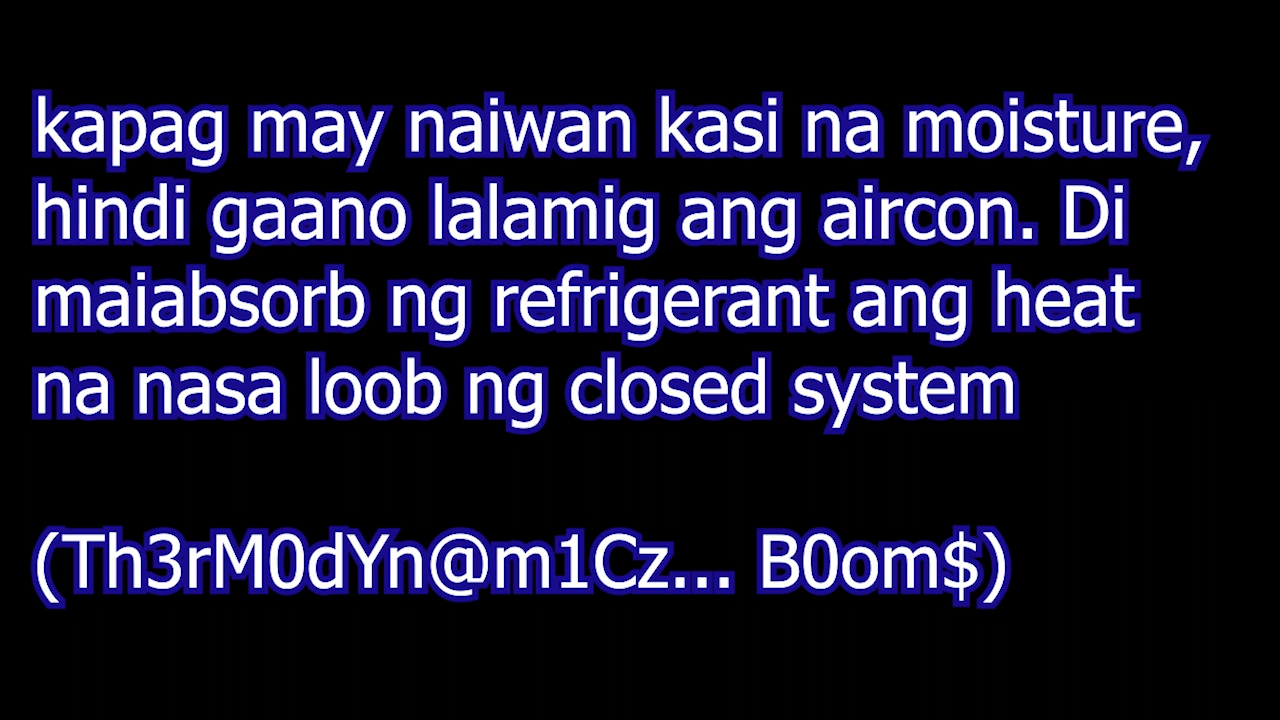 kapag may naiwan kasi na moisture,
hindi gaano lalamig ang aircon. Di
maiabsorb ng refrigerant ang heat
na nasa loob ng closed system
(Th3rM0dYn@m1Cz... B0om$)